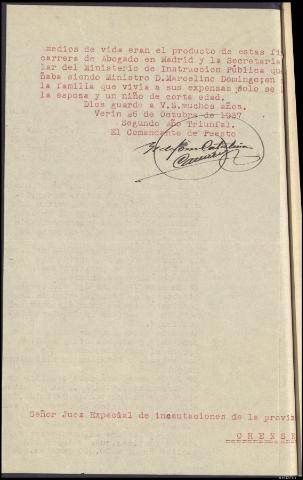 medios de vida eran el producto de estas fi
carrera de Abogado en Madrid y la Secretaria
lar del Ministerio de Instruccion Pública que
ñaba siendo Ministro D.Marcelino Domingo;en
la familia que vivia a sus expensas solo se
la esposa y un niño de corta edad.
Dios guarde a V.S.muchos años.
Verin 26 de Octubre de 1937
Segundo Año Triunfal.
El Comandante de Puesto
Señor Juez Especial de incautaciones de la provin
ORENSE